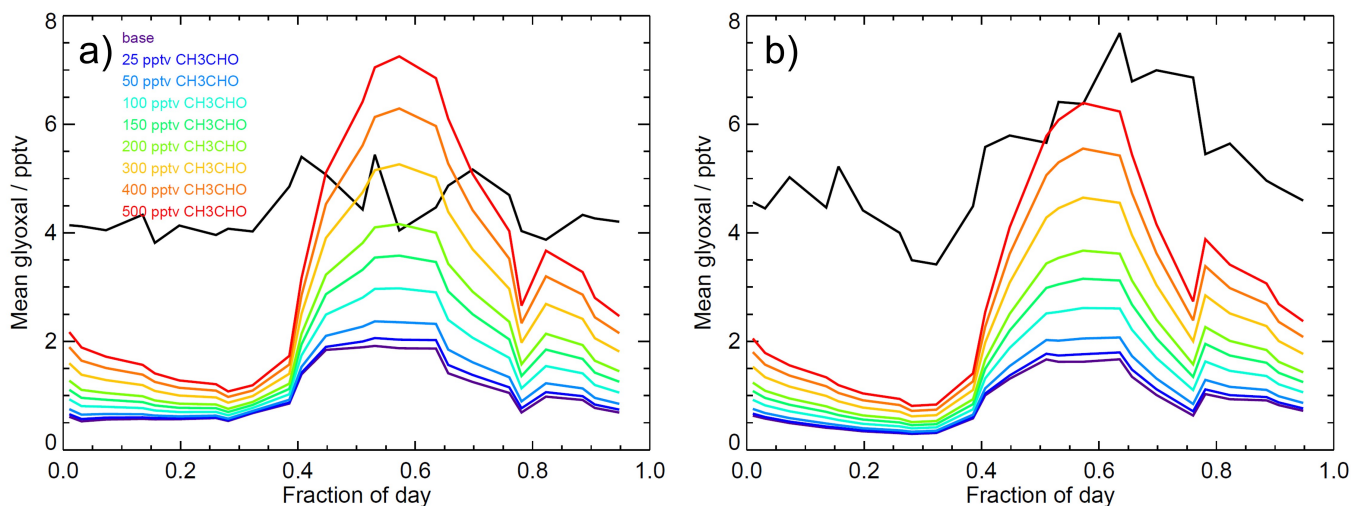 a)
base
25 pptv CH3CHO
50 pptv CH3CHO
100 pptv CH3CHO
150 pptv CH3CHO
200 pptv CH3CHO
300 pptv CH3CHO
400 pptv CH3CHO
500 pptv CH3CHO
Mean glyoxal / pptv
8
6
4
2
0
0.0 0.2 0.4 0.6 0.8 1.0
Fraction of day
b)
Mean glyoxal / pptv
8
6
4
2
0
0.0 0.2 0.4 0.6 0.8 1.0
Fraction of day